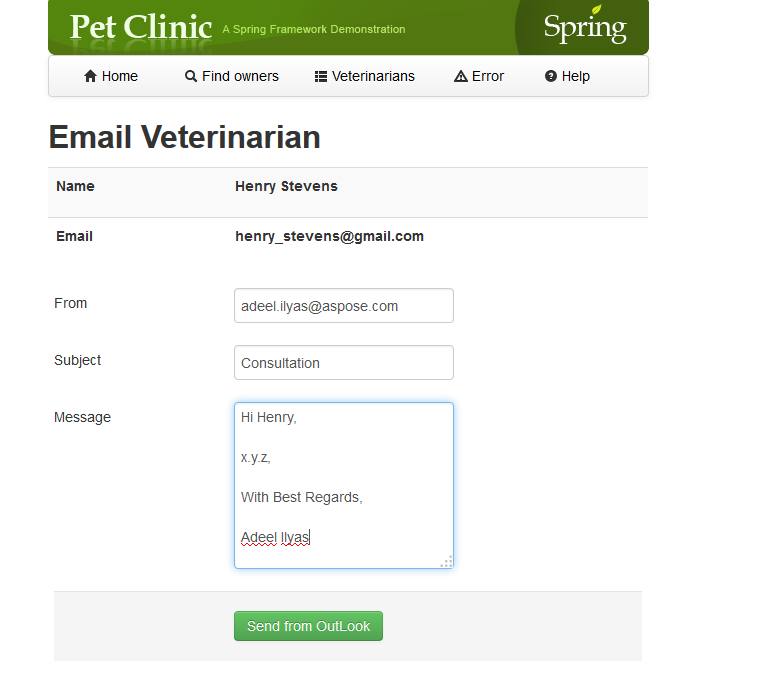 Pet Clinic A Spring Framework Demonstration Spring
Home Find owners Veterinarians Error Help
Email Veterinarian
Name Henry Stevens
Email henry_stevens@gmail.com
From adeel.ilyas@aspose.com
Subject Consultation
Message Hi Henry,
x.y.z,
With Best Regards,
Adeel Ilyas
Send from OutLook